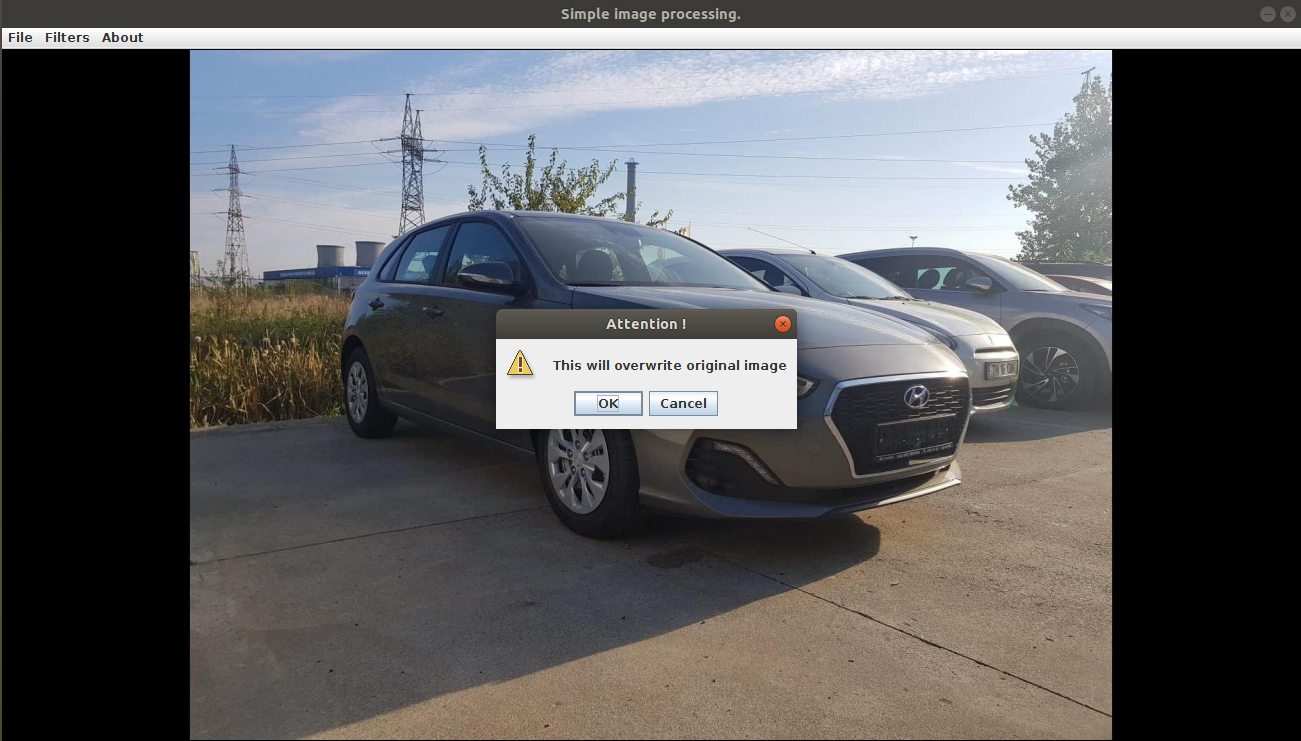 Simple image processing.
File Filters About
Attention !
This will overwrite original image
OK Cancel